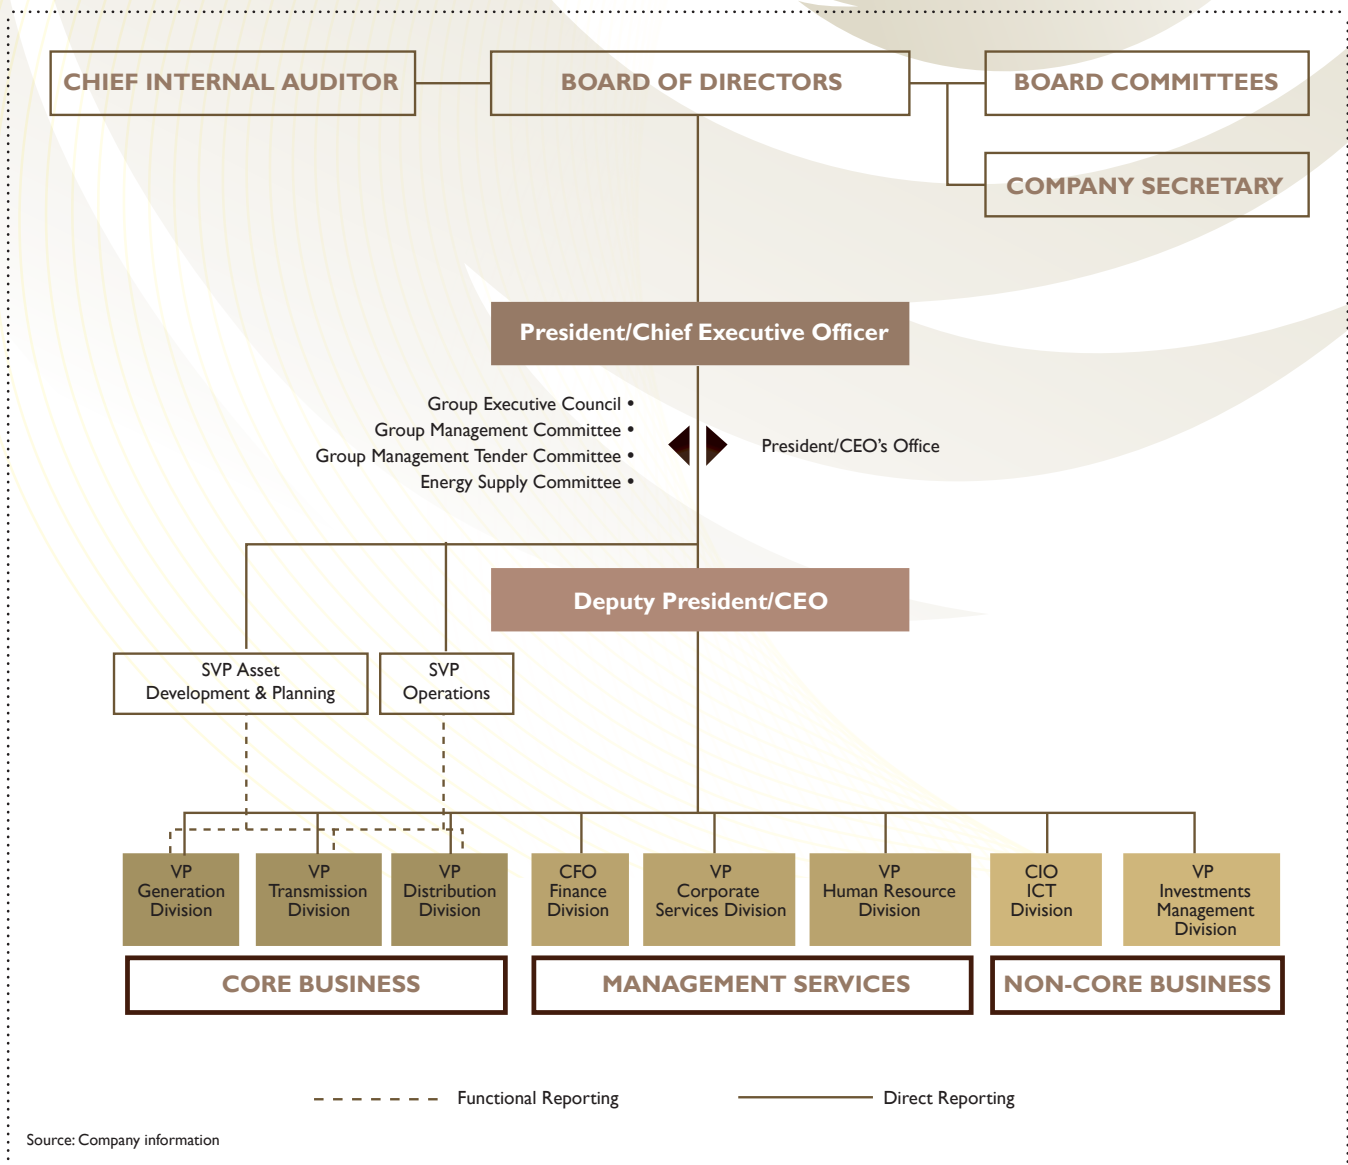 CHIEF INTERNAL AUDITOR
BOARD OF DIRECTORS
BOARD COMMITTEES
COMPANY SECRETARY
President/Chief Executive Officer
Group Executive Council •
Group Management Committee •
Group Management Tender Committee •
Energy Supply Committee •
President/CEO’s Office
Deputy President/CEO
SVP Asset
Development & Planning
SVP
Operations
VP
Generation
Division
VP
Transmission
Division
VP
Distribution
Division
CFO
Finance
Division
VP
Corporate
Services Division
VP
Human Resource
Division
CIO
ICT
Division
VP
Investments
Management
Division
CORE BUSINESS
MANAGEMENT SERVICES
NON-CORE BUSINESS
Functional Reporting
Direct Reporting
Source: Company information